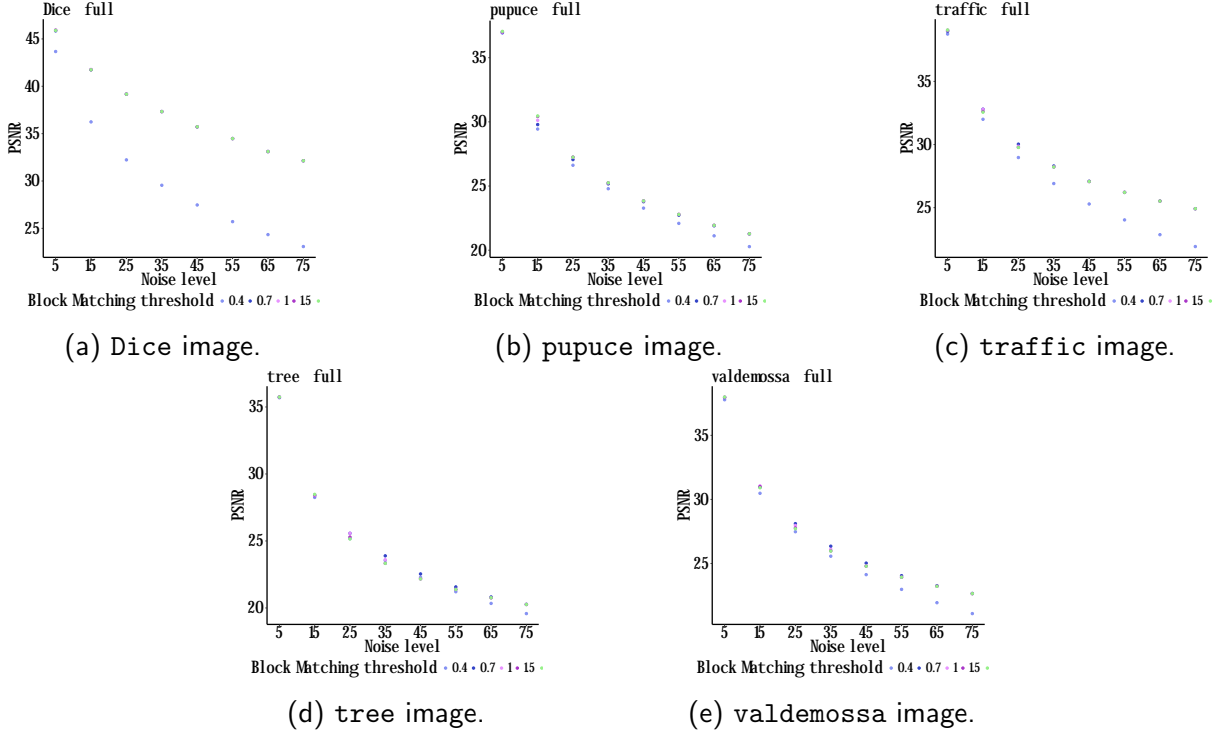 Dice full
PSNR
45
40
35
30
25
5 15 25 35 45 55 65 75
Noise level
Block Matching threshold 0.4 0.7 1 15
(a) Dice image.
pupuce full
PSNR
35
30
25
20
5 15 25 35 45 55 65 75
Noise level
Block Matching threshold 0.4 0.7 1 15
(b) pupuce image.
traffic full
PSNR
35
30
25
5 15 25 35 45 55 65 75
Noise level
Block Matching threshold 0.4 0.7 1 15
(c) traffic image.
tree full
PSNR
35
30
25
20
5 15 25 35 45 55 65 75
Noise level
Block Matching threshold 0.4 0.7 1 15
(d) tree image.
valdemossa full
PSNR
35
30
25
5 15 25 35 45 55 65 75
Noise level
Block Matching threshold 0.4 0.7 1 15
(e) valdemossa image.